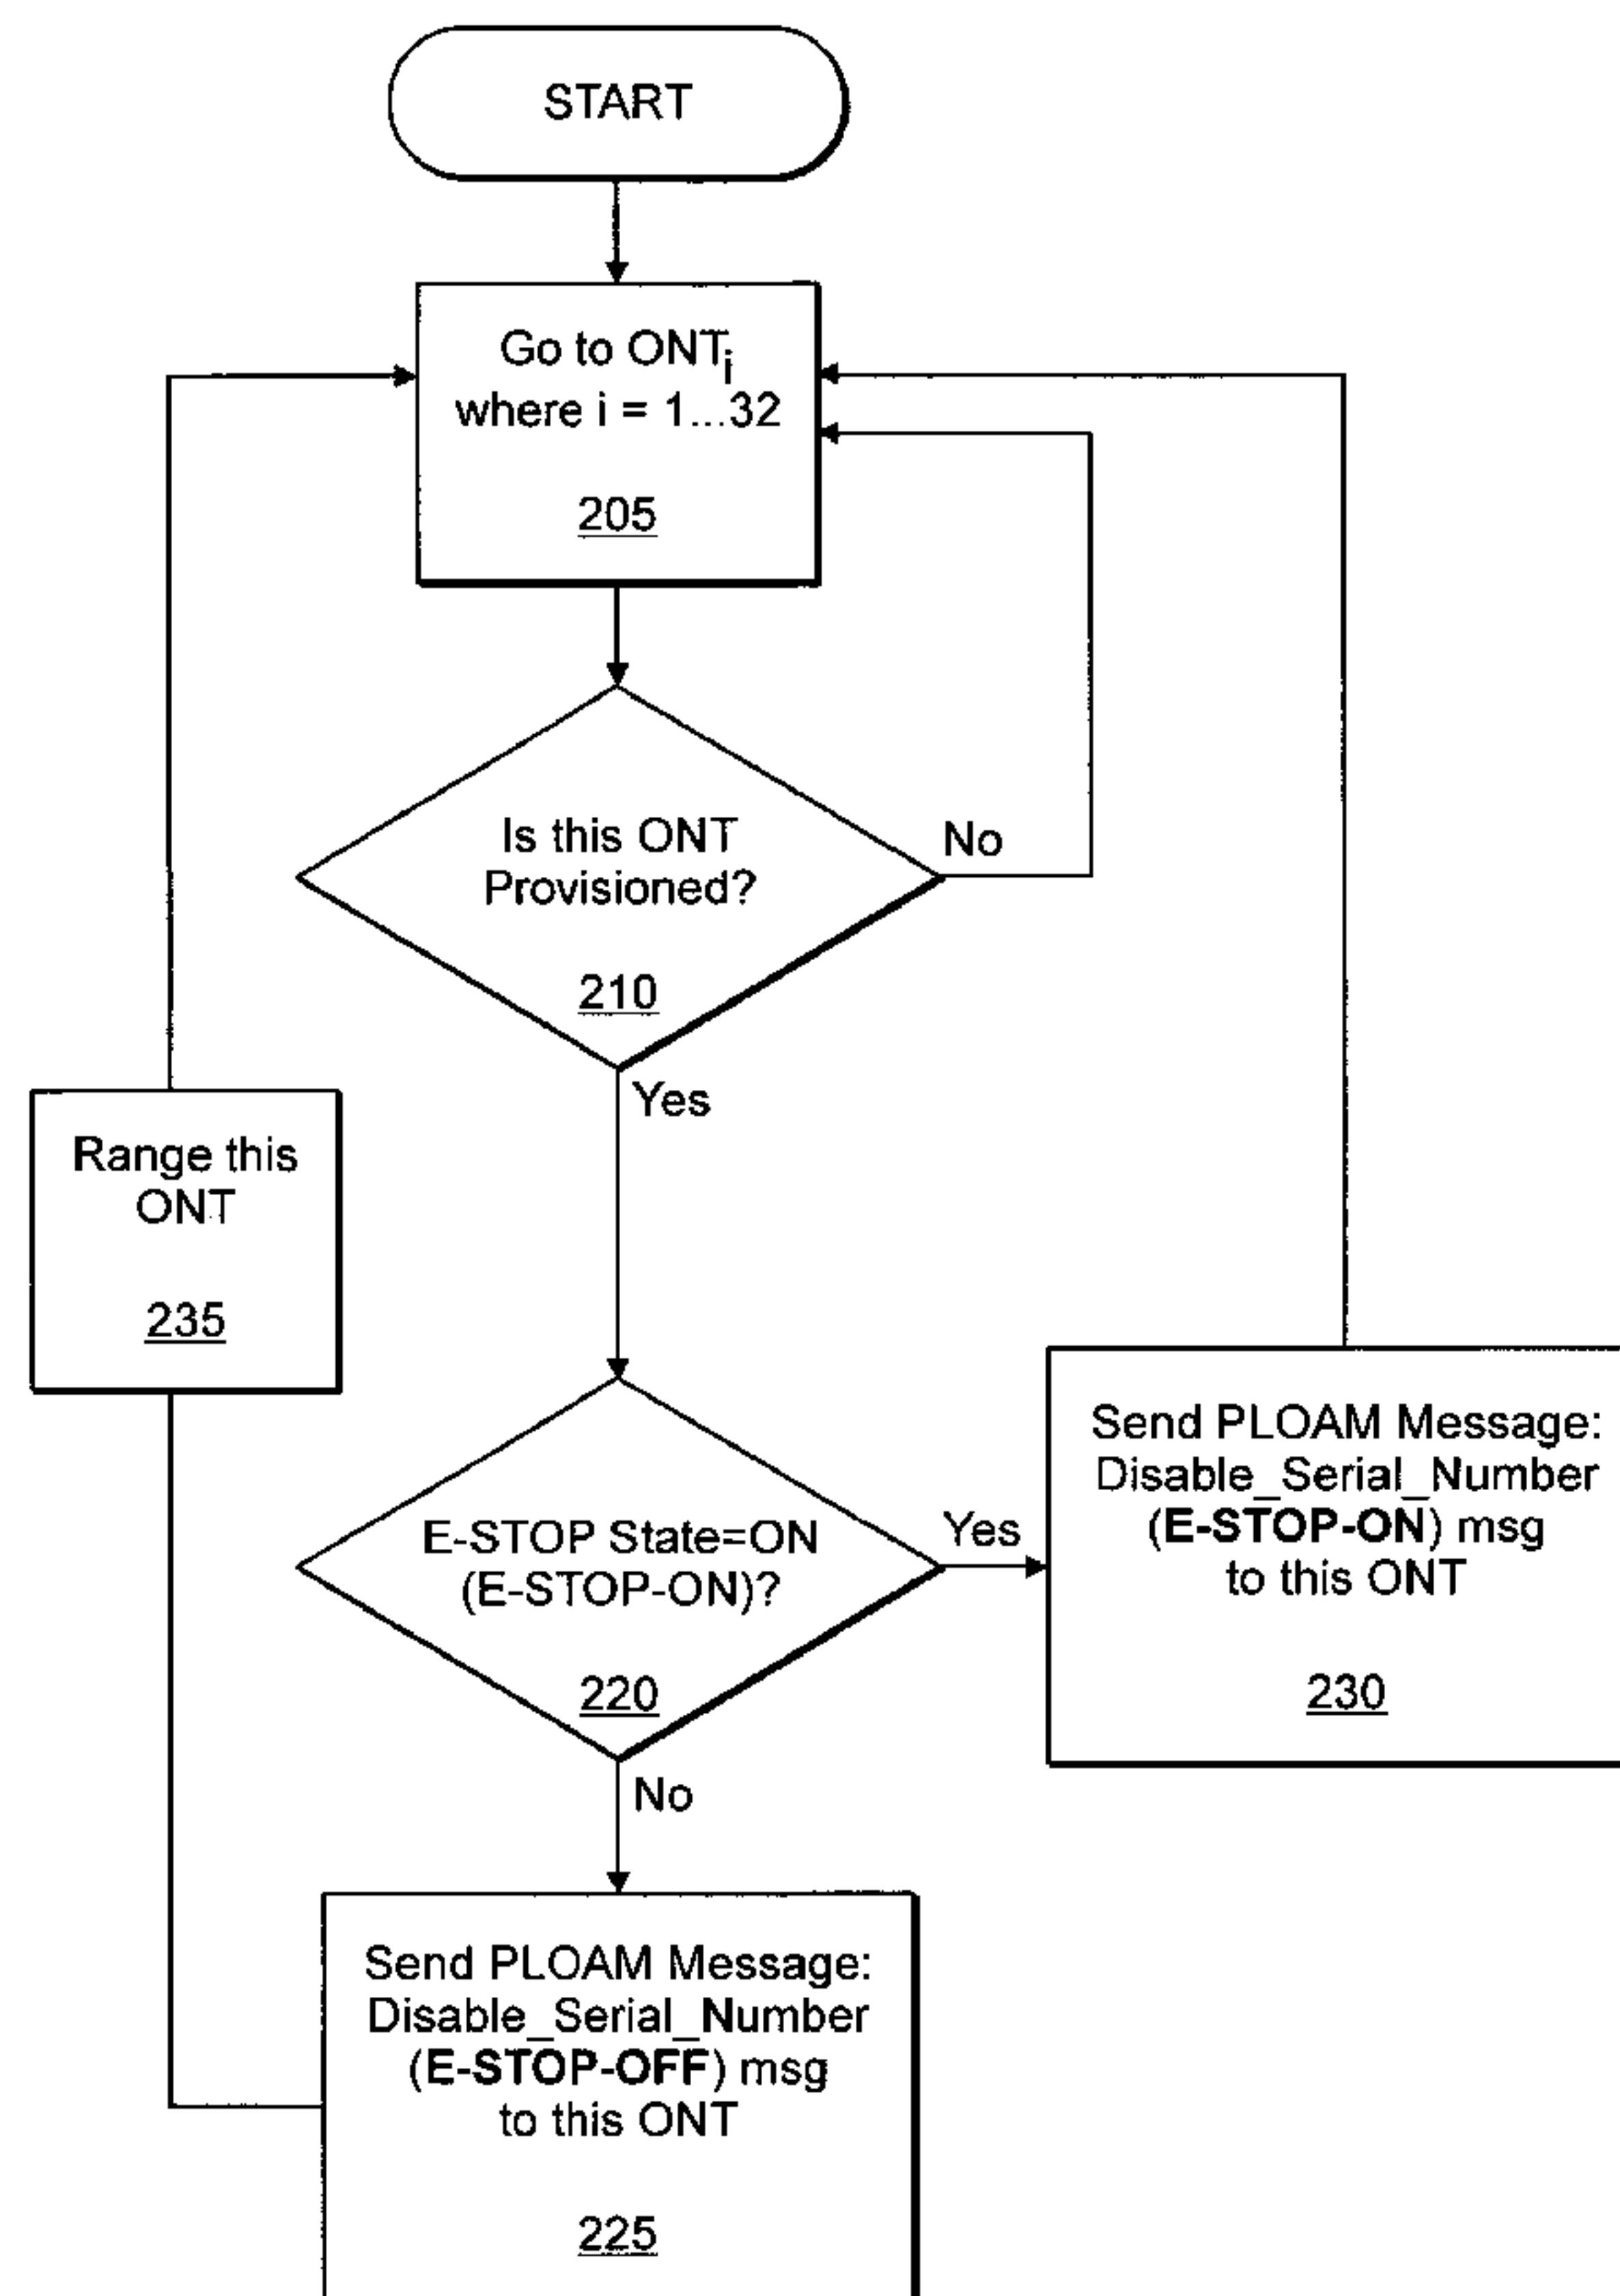 START
Go to ONTi
where i = 1...32
205
Is this ONT
Provisioned?
210
No
Yes
Range this
ONT
235
E-STOP State=ON
(E-STOP-ON)?
220
Yes
No
Send PLOAM Message:
Disable_Serial_Number
(E-STOP-ON) msg
to this ONT
230
Send PLOAM Message:
Disable_Serial_Number
(E-STOP-OFF) msg
to this ONT
225